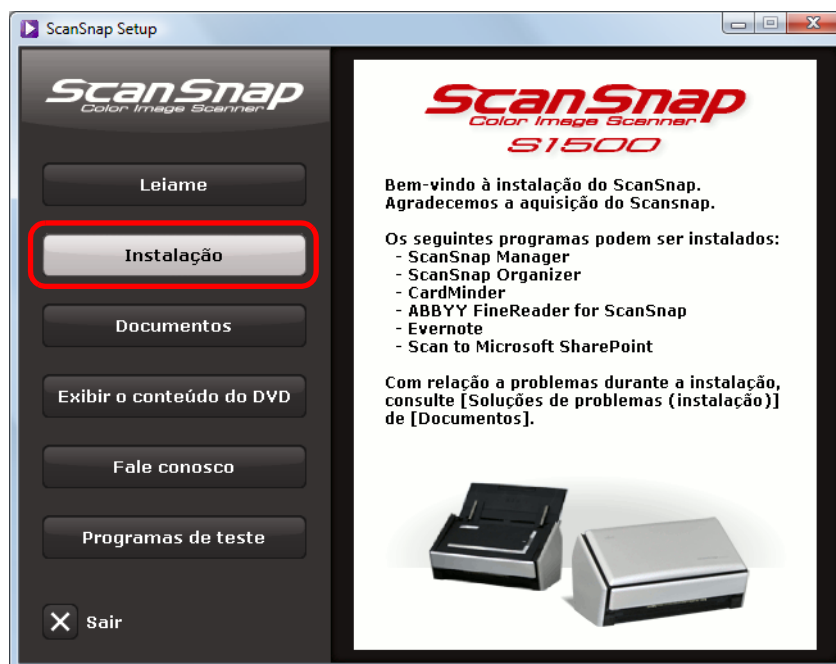 ScanSnap Setup
ScanSnap
Color Image Scanner
Leiame
Instalação
Documentos
Exibir o conteúdo do DVD
Fale conosco
Programas de teste
Sair
ScanSnap
Color Image Scanner
S1500
Bem-vindo à instalação do ScanSnap.
Agradecemos a aquisição do Scansnap.
Os seguintes programas podem ser instalados:
- ScanSnap Manager
- ScanSnap Organizer
- CardMinder
- ABBYY FineReader for ScanSnap
- Evernote
- Scan to Microsoft SharePoint
Com relação a problemas durante a instalação,
consulte [Soluções de problemas (instalação)]
de [Documentos].